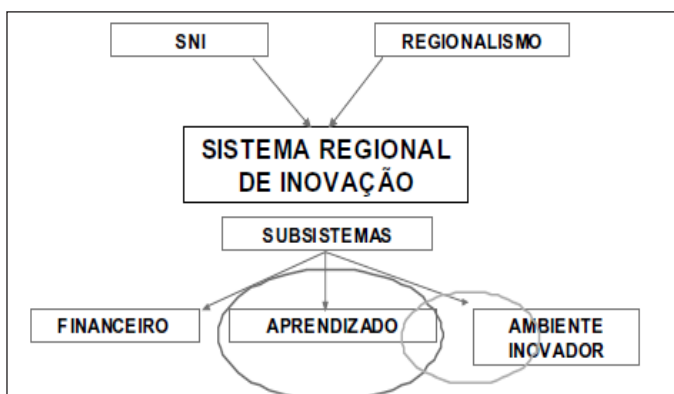 SNI
REGIONALISMO
SISTEMA REGIONAL
DE INOVAÇÃO
SUBSISTEMAS
FINANCEIRO
APRENDIZADO
AMBIENTE
INOVADOR